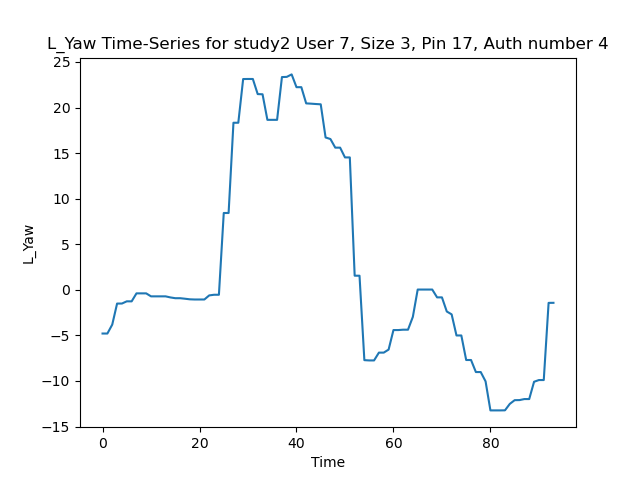 L_Yaw Time-Series for study2 User 7, Size 3, Pin 17, Auth number 4
25
20
15
10
5
0
−5
−10
−15
L_Yaw
0 20 40 60 80
Time